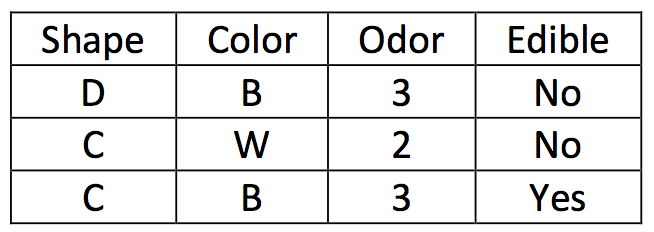 Shape Color Odor Edible
D B 3 No
C W 2 No
C B 3 Yes